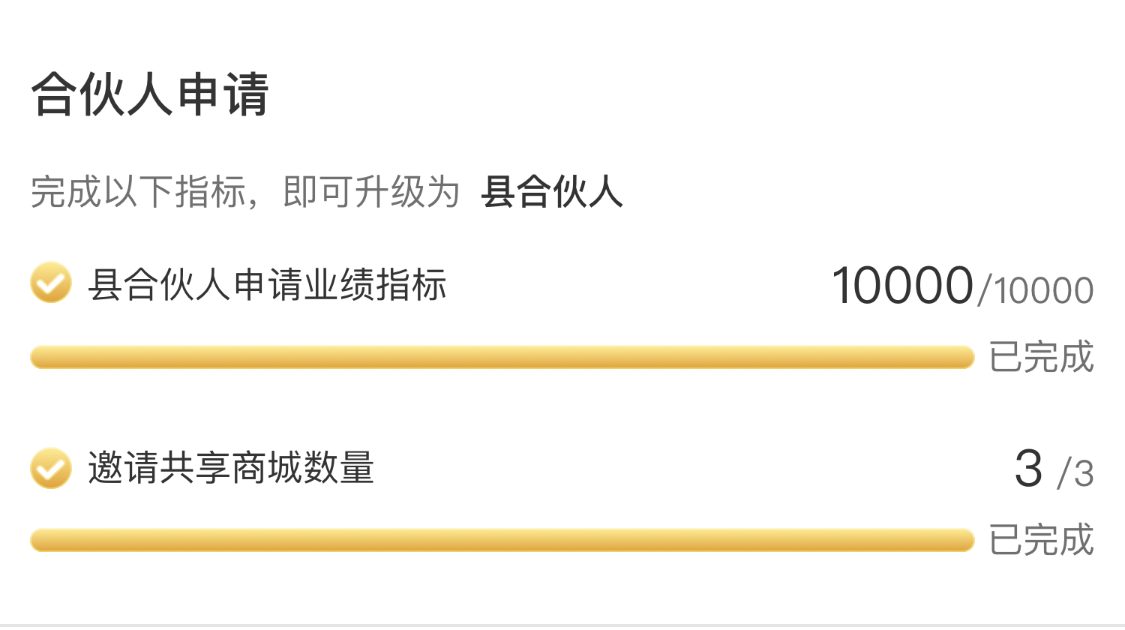 合伙人申请
完成以下指标，即可升级为 县合伙人
县合伙人申请业绩指标 10000/10000
已完成
邀请共享商城数量 3 /3
已完成